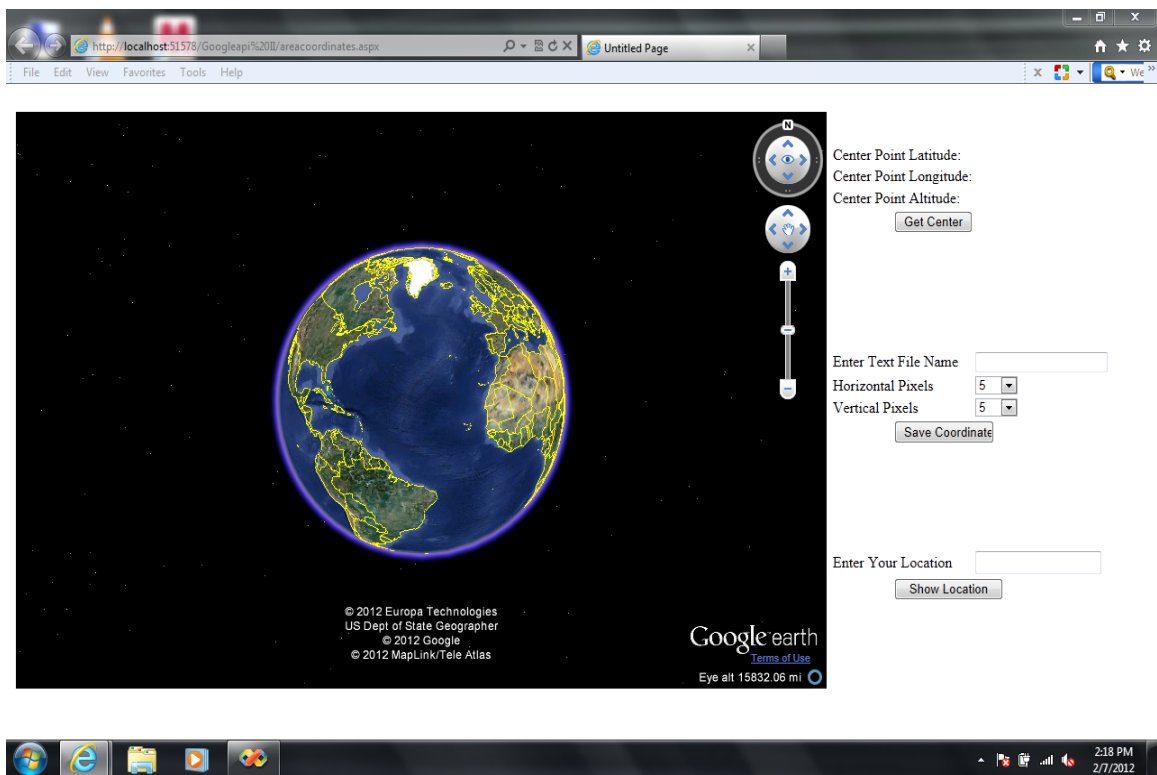 http://localhost:51578/Googleapi%20II/areacoordinates.aspx
Untitled Page
File Edit View Favorites Tools Help
We
N
Center Point Latitude:
Center Point Longitude:
Center Point Altitude:
Get Center
Enter Text File Name
Horizontal Pixels 5
Vertical Pixels 5
Save Coordinate
Enter Your Location
Show Location
© 2012 Europa Technologies
US Dept of State Geographer
© 2012 Google
© 2012 MapLink/Tele Atlas
Google earth
Terms of Use
Eye alt 15832.06 mi
2:18 PM
2/7/2012